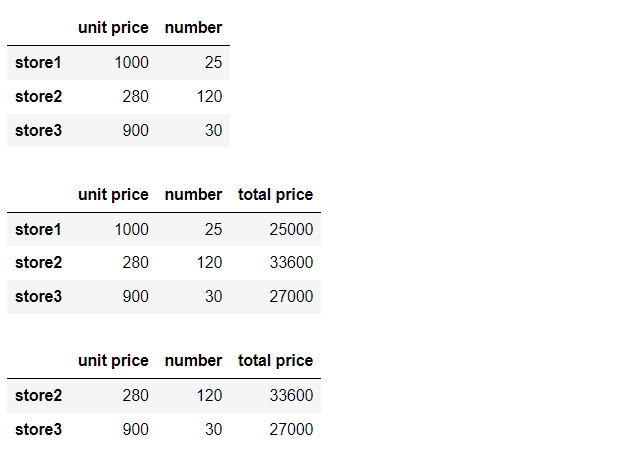 unit price number
store1 1000 25
store2 280 120
store3 900 30
unit price number total price
store1 1000 25 25000
store2 280 120 33600
store3 900 30 27000
unit price number total price
store2 280 120 33600
store3 900 30 27000